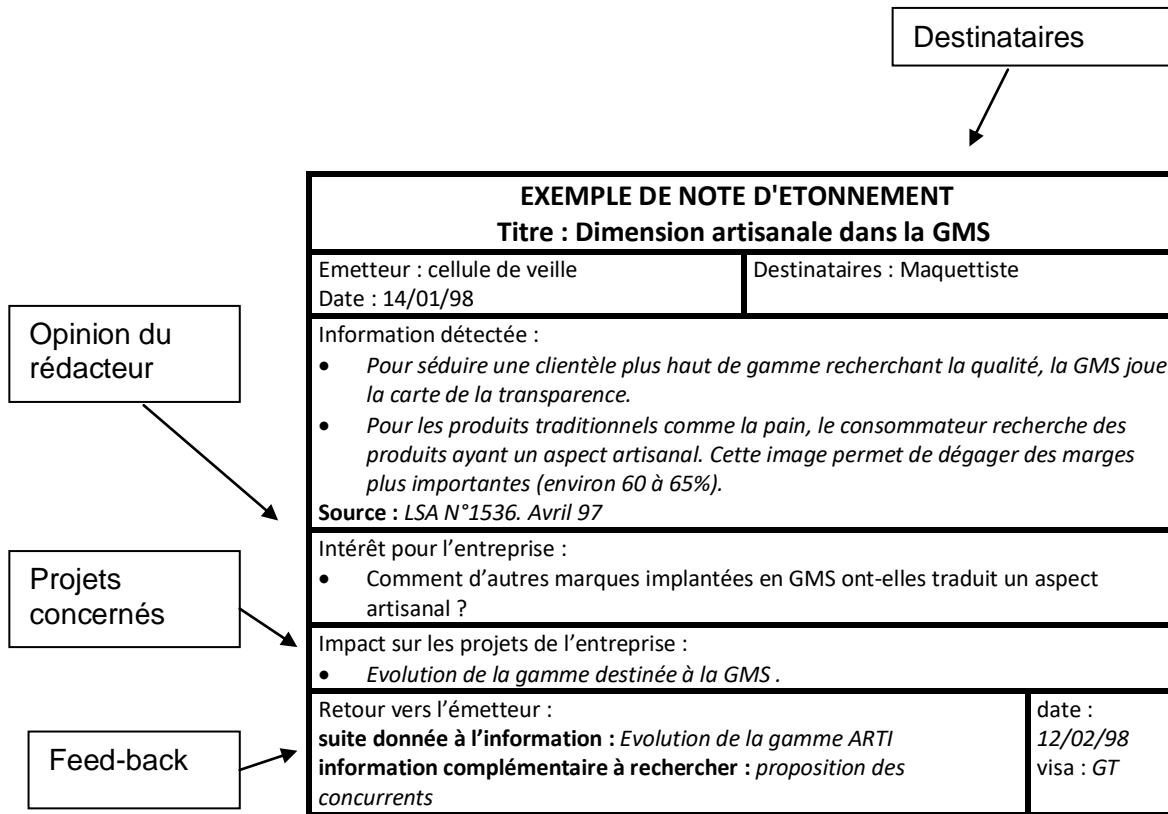 Destinataires
EXEMPLE DE NOTE D'ETONNEMENT
Titre : Dimension artisanale dans la GMS
Emetteur : cellule de veille
Date : 14/01/98
Destinataires : Maquettiste
Opinion du
rédacteur
Information détectée :
• Pour séduire une clientèle plus haut de gamme recherchant la qualité, la GMS joue
la carte de la transparence.
• Pour les produits traditionnels comme la pain, le consommateur recherche des
produits ayant un aspect artisanal. Cette image permet de dégager des marges
plus importantes (environ 60 à 65%).
Source : LSA N°1536. Avril 97
Projets
concernés
Intérêt pour l’entreprise :
• Comment d’autres marques implantées en GMS ont-elles traduit un aspect
artisanal ?
Impact sur les projets de l’entreprise :
• Evolution de la gamme destinée à la GMS .
Feed-back
Retour vers l’émetteur :
suite donnée à l’information : Evolution de la gamme ARTI
information complémentaire à rechercher : proposition des
concurrents
date :
12/02/98
visa : GT